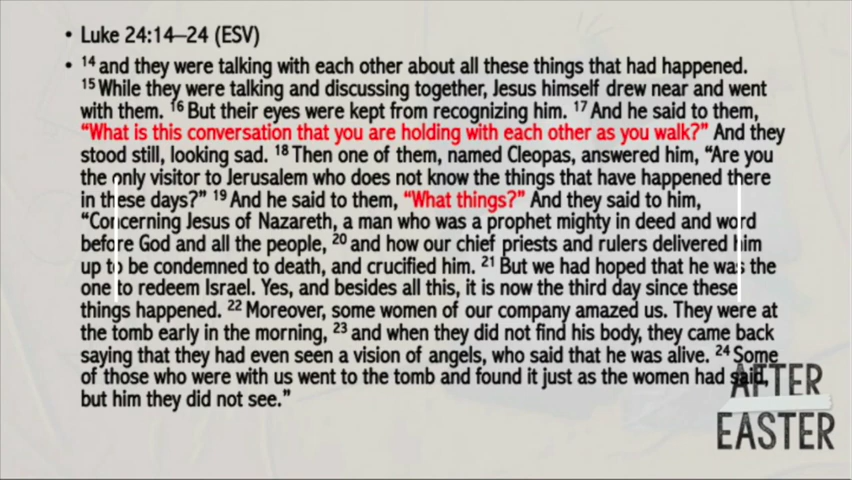 • Luke 24:14–24 (ESV)
• 14 and they were talking with each other about all these things that had happened.
15 While they were talking and discussing together, Jesus himself drew near and went
with them. 16 But their eyes were kept from recognizing him. 17 And he said to them,
“What is this conversation that you are holding with each other as you walk?” And they
stood still, looking sad. 18 Then one of them, named Cleopas, answered him, “Are you
the only visitor to Jerusalem who does not know the things that have happened there
in these days?” 19 And he said to them, “What things?” And they said to him,
“Concerning Jesus of Nazareth, a man who was a prophet mighty in deed and word
before God and all the people, 20 and how our chief priests and rulers delivered him
up to be condemned to death, and crucified him. 21 But we had hoped that he was the
one to redeem Israel. Yes, and besides all this, it is now the third day since these
things happened. 22 Moreover, some women of our company amazed us. They were at
the tomb early in the morning, 23 and when they did not find his body, they came back
saying that they had even seen a vision of angels, who said that he was alive. 24 Some
of those who were with us went to the tomb and found it just as the women had said,
but him they did not see.”
AFTER
EASTER